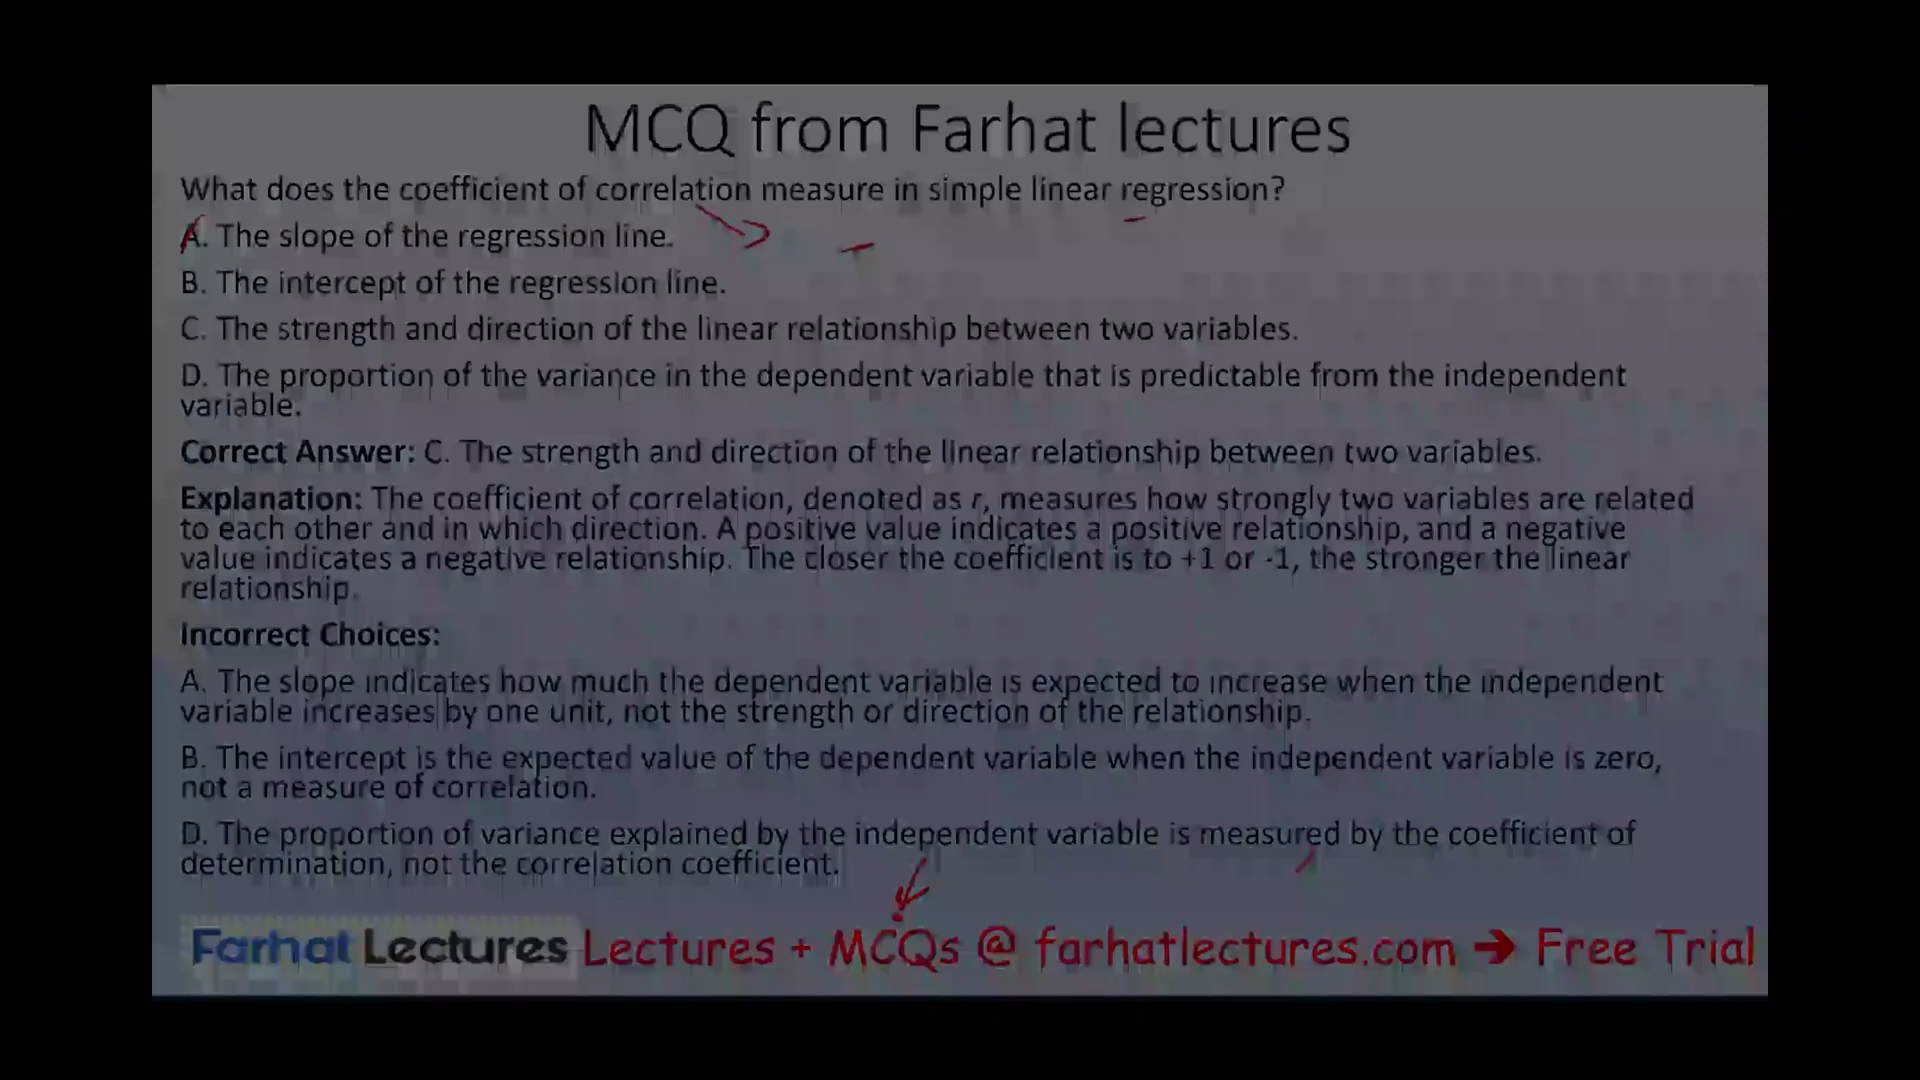 MCQ from Farhat lectures
What does the coefficient of correlation measure in simple linear regression?
A. The slope of the regression line.
B. The intercept of the regression line.
C. The strength and direction of the linear relationship between two variables.
D. The proportion of the variance in the dependent variable that is predictable from the independent
variable.
Correct Answer: C. The strength and direction of the linear relationship between two variables.
Explanation: The coefficient of correlation, denoted as r, measures how strongly two variables are related
to each other and in which direction. A positive value indicates a positive relationship, and a negative
value indicates a negative relationship. The closer the coefficient is to +1 or -1, the stronger the linear
relationship.
Incorrect Choices:
A. The slope indicates how much the dependent variable is expected to increase when the independent
variable increases by one unit, not the strength or direction of the relationship.
B. The intercept is the expected value of the dependent variable when the independent variable is zero,
not a measure of correlation.
D. The proportion of variance explained by the independent variable is measured by the coefficient of
determination, not the correlation coefficient.
Farhat Lectures Lectures + MCQs @ farhatlectures.com ➔ Free Trial